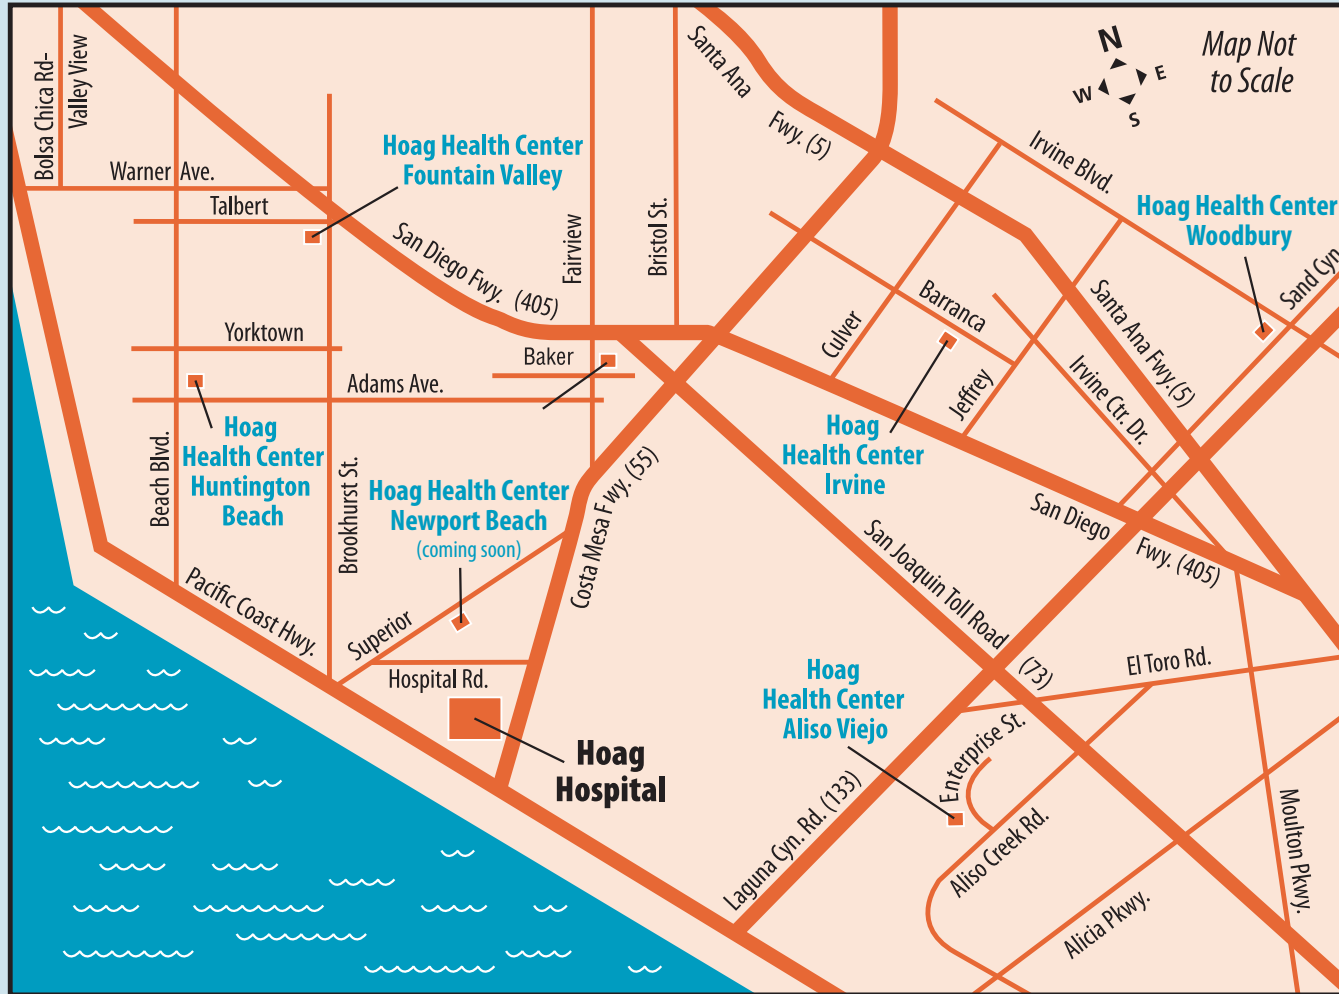 Bolsa Chica Rd-
Valley View
Santa Ana
Fwy. (5)
N
E
W
S
Map Not
to Scale
Warner Ave.
Talbert
Hoag Health Center
Fountain Valley
San Diego Fwy. (405)
Fairview
Bristol St.
Irvine Blvd.
Hoag Health Center
Woodbury
Sand Cyn
Yorktown
Baker
Adams Ave.
Culver
Barranca
Jeffrey
Irvine Ctr. Dr.
Santa Ana Fwy.(5)
Beach Blvd.
Hoag
Health Center
Huntington
Beach
Brookhurst St.
Hoag Health Center
Newport Beach
(coming soon)
Costa Mesa Fwy. (55)
Hoag
Health Center
Irvine
San Diego
Fwy. (405)
San Joaquin Toll Road
(73)
Pacific Coast Hwy.
Superior
Hospital Rd.
Hoag
Hospital
Hoag
Health Center
Aliso Viejo
El Toro Rd.
Enterprise St.
Laguna Cyn. Rd. (133)
Aliso Creek Rd.
Alicia Pkwy.
Moulton Pkwy.